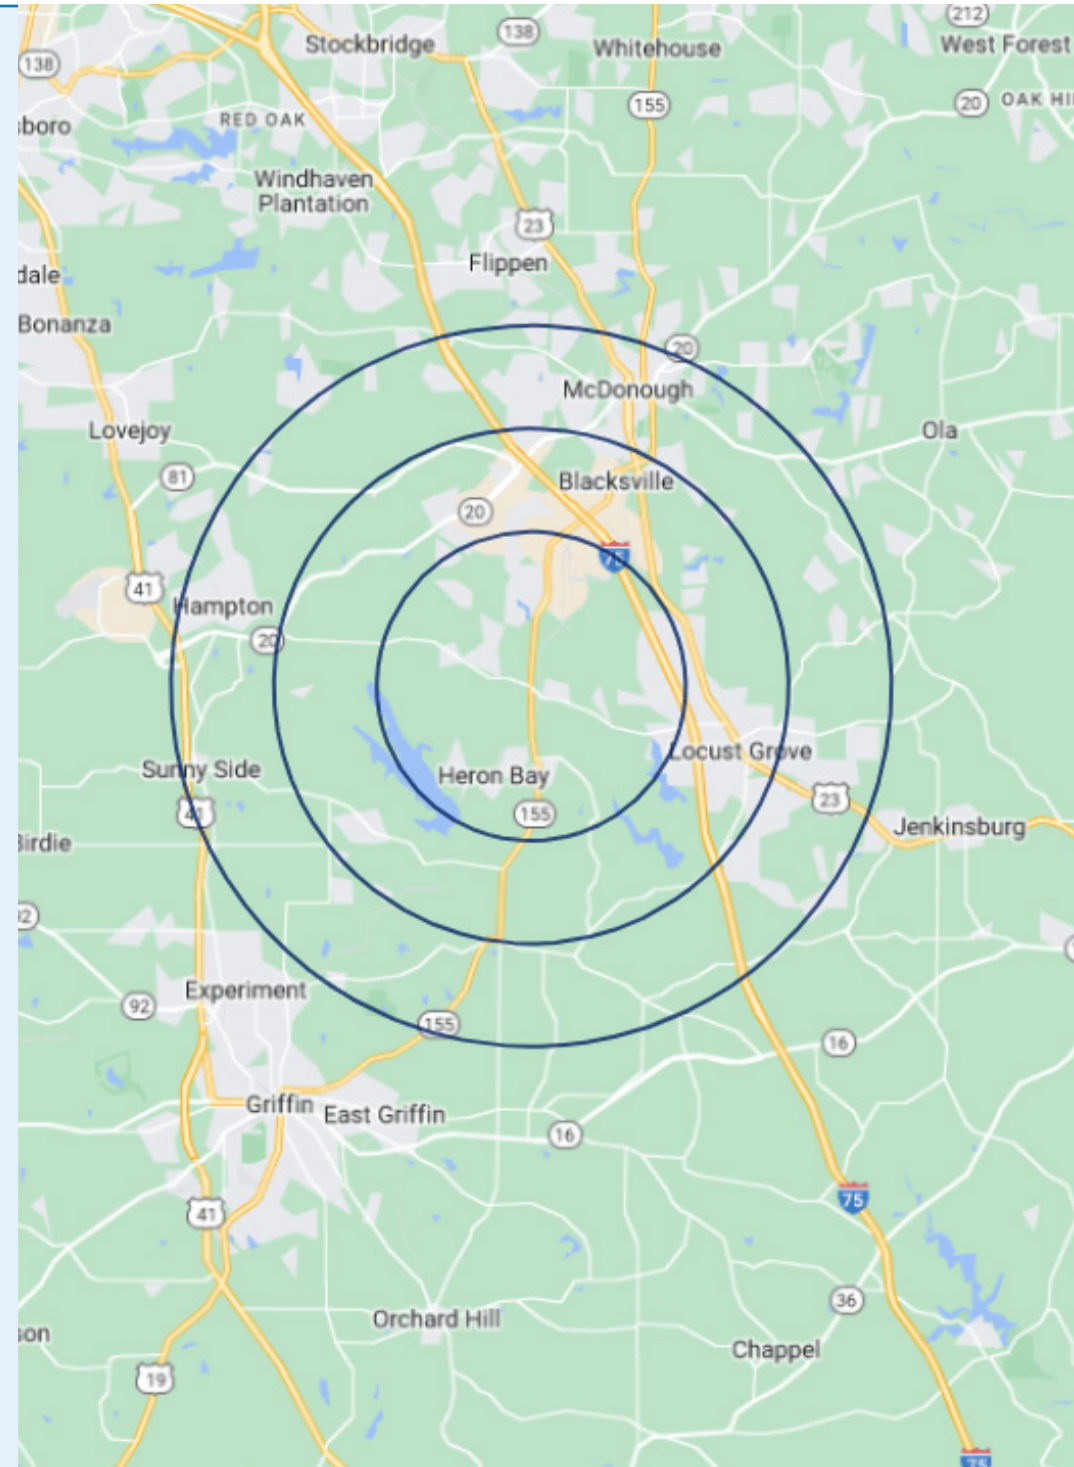 212
138
Stockbridge
Whitehouse
West Forest
138
155
20
OAK HI
sboro
RED OAK
Windhaven
Plantation
23
Flippen
dale
Bonanza
20
McDonough
Lovejoy
Ola
81
Blacksville
20
75
41
Hampton
20
Locust Grove
Sunny Side
Heron Bay
23
41
155
Jenkinsburg
Birdie
92
Experiment
92
155
16
Griffin
East Griffin
16
75
41
36
Orchard Hill
son
Chappel
19
75